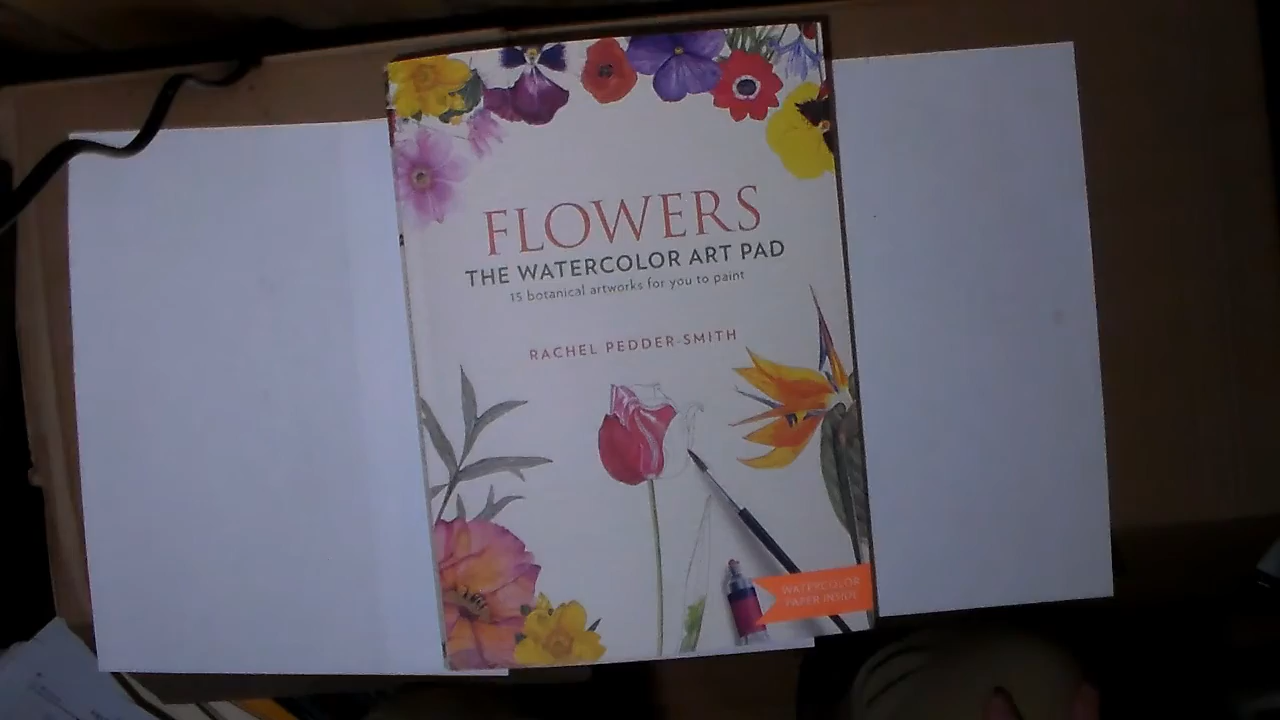 FLOWERS
THE WATERCOLOR ART PAD
15 botanical artworks for you to paint
RACHEL PEDDER-SMITH
WATERCOLOR
PAPER INSIDE